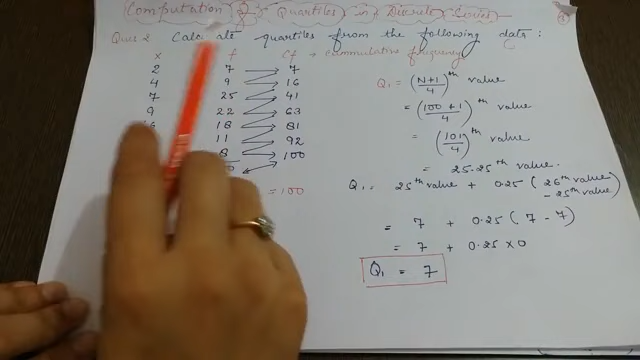 Computation of Quartiles in Discrete Series
Ques 2 Calculate quartiles from the following data :
x f Cf → Cummulative frequency
2 7 7
4 9 16
7 25 41
9 22 63
18 81
11 92
8 100
= 100
Q₁ = (N+1/4)th value
= (100 + 1/4)th value
= (101/4)th value
= 25.25th value.
Q₁ = 25th value + 0.25 (26th value - 25th value)
= 7 + 0.25 (7 - 7)
= 7 + 0.25 × 0
Q₁ = 7